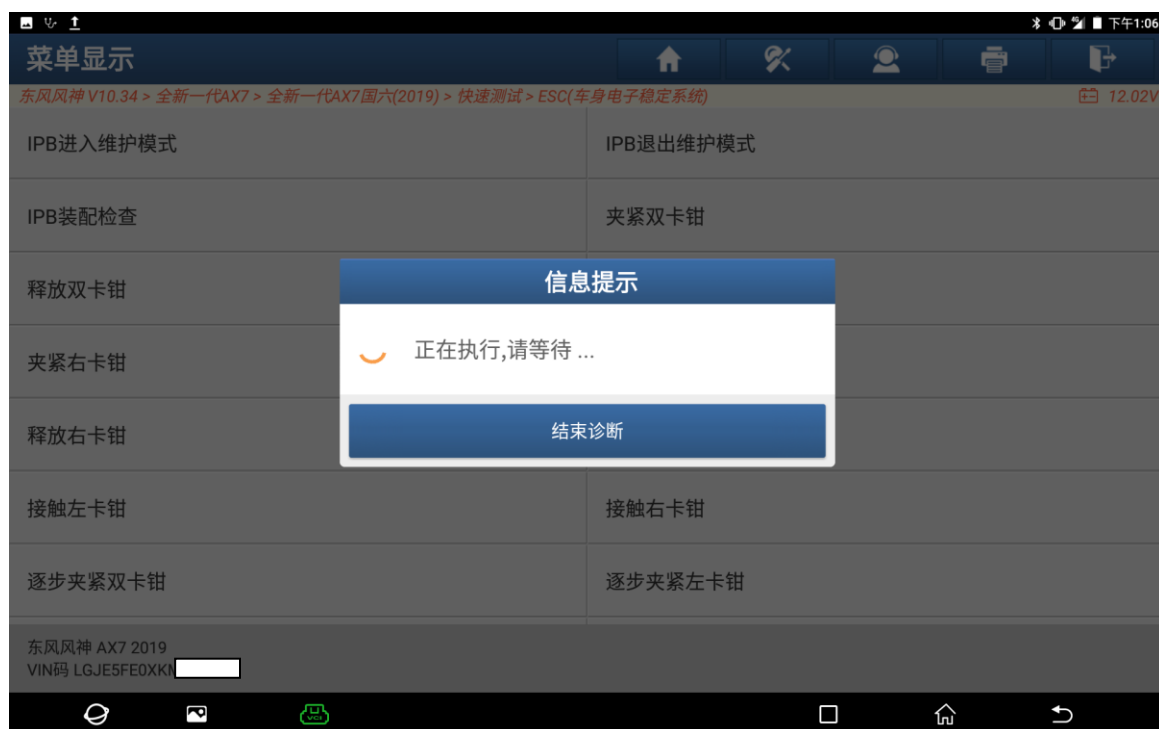 下午1:06
菜单显示
东风风神 V10.34 > 全新一代AX7 > 全新一代AX7国六(2019) > 快速测试 > ESC(车身电子稳定系统) 12.02V
IPB进入维护模式 IPB退出维护模式
IPB装配检查 夹紧双卡钳
释放双卡钳
信息提示
夹紧右卡钳
正在执行,请等待 ...
释放右卡钳
结束诊断
接触左卡钳 接触右卡钳
逐步夹紧双卡钳 逐步夹紧左卡钳
东风风神 AX7 2019
VIN码 LGJE5FE0XK
VCI